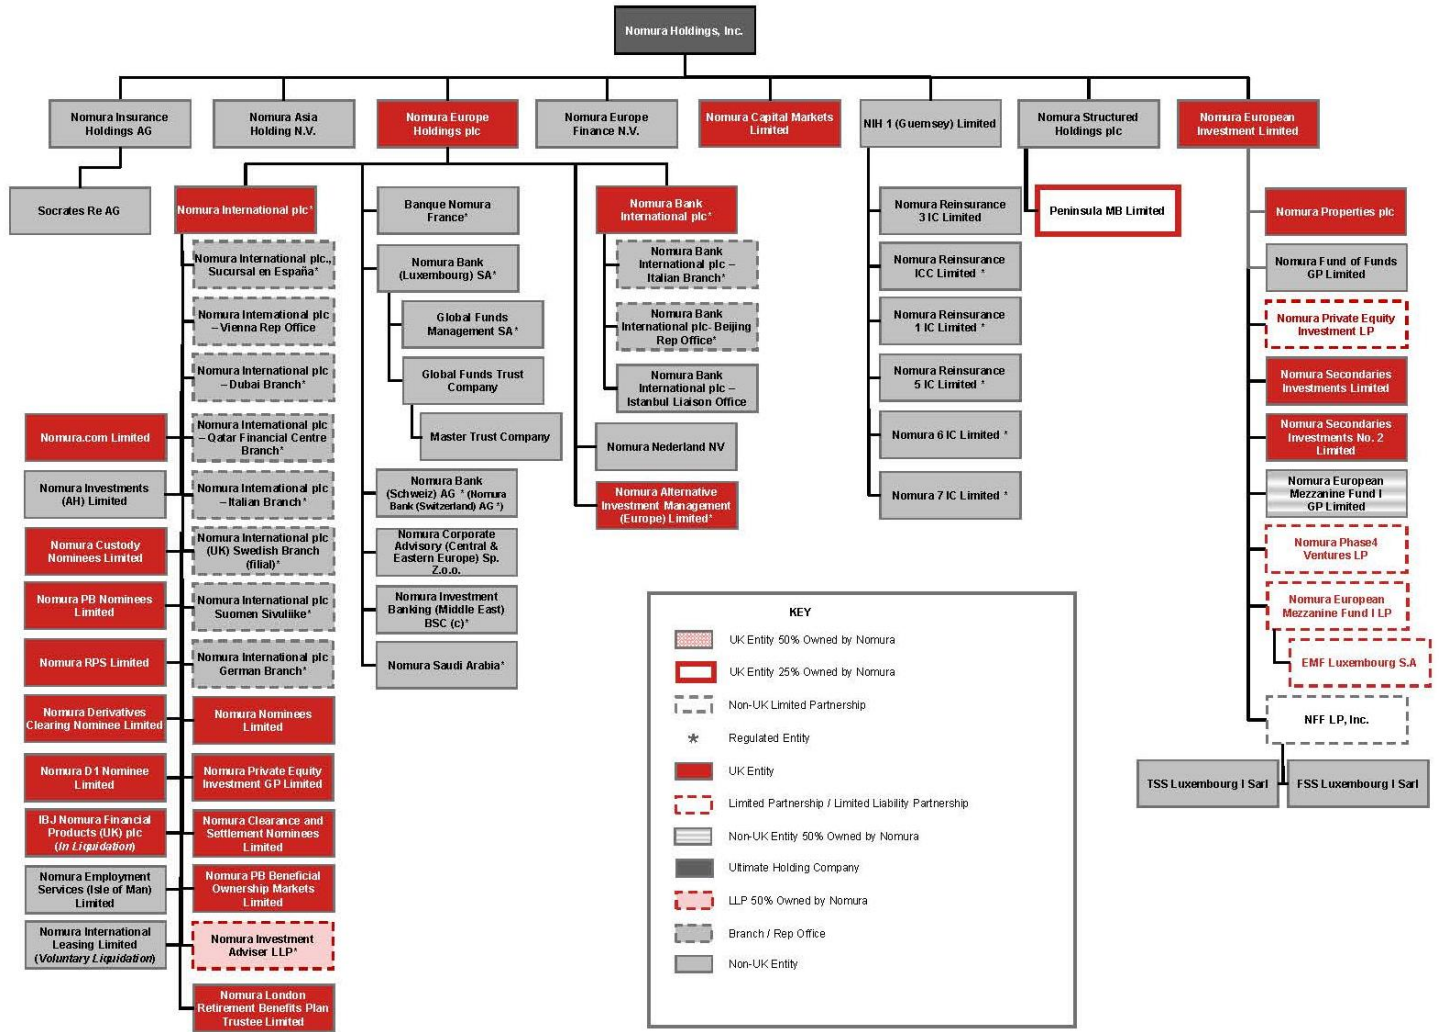 Nomura Holdings, Inc.
Nomura Insurance
Holdings AG
Nomura Asia
Holding N.V.
Nomura Europe
Holdings plc
Nomura Europe
Finance N.V.
Nomura Capital Markets
Limited
NIH 1 (Guernsey) Limited
Nomura Structured
Holdings plc
Nomura European
Investment Limited
Socrates Re AG
Nomura International plc*
Nomura International plc.,
Sucursal en España*
Nomura International plc
– Vienna Rep Office
Nomura International plc
– Dubai Branch*
Nomura International plc
– Qatar Financial Centre
Branch*
Nomura International plc
– Italian Branch*
Nomura International plc
(UK) Swedish Branch
(filial)*
Nomura International plc
Suomen Sivuliike*
Nomura International plc
German Branch*
Nomura Nominees
Limited
Nomura Private Equity
Investment GP Limited
Nomura Clearance and
Settlement Nominees
Limited
Nomura PB Beneficial
Ownership Markets
Limited
Nomura Investment
Adviser LLP*
Nomura London
Retirement Benefits Plan
Trustee Limited
Nomura.com Limited
Nomura Investments
(AH) Limited
Nomura Custody
Nominees Limited
Nomura PB Nominees
Limited
Nomura RPS Limited
Nomura Derivatives
Clearing Nominee Limited
Nomura D1 Nominee
Limited
IBJ Nomura Financial
Products (UK) plc
(In Liquidation)
Nomura Employment
Services (Isle of Man)
Limited
Nomura International
Leasing Limited
(Voluntary Liquidation)
Banque Nomura
France*
Nomura Bank
(Luxembourg) SA*
Global Funds
Management SA*
Global Funds Trust
Company
Master Trust Company
Nomura Bank
(Schweiz) AG * (Nomura
Bank (Switzerland) AG *)
Nomura Corporate
Advisory (Central &
Eastern Europe) Sp.
Z.o.o.
Nomura Investment
Banking (Middle East)
BSC (c)*
Nomura Saudi Arabia*
Nomura Bank
International plc*
Nomura Bank
International plc –
Italian Branch*
Nomura Bank
International plc- Beijing
Rep Office*
Nomura Bank
International plc –
Istanbul Liaison Office
Nomura Nederland NV
Nomura Alternative
Investment Management
(Europe) Limited*
Nomura Reinsurance
3 IC Limited
Nomura Reinsurance
ICC Limited *
Nomura Reinsurance
1 IC Limited *
Nomura Reinsurance
5 IC Limited *
Nomura 6 IC Limited *
Nomura 7 IC Limited *
Peninsula MB Limited
Nomura Properties plc
Nomura Fund of Funds
GP Limited
Nomura Private Equity
Investment LP
Nomura Secondaries
Investments Limited
Nomura Secondaries
Investments No. 2
Limited
Nomura European
Mezzanine Fund I
GP Limited
Nomura Phase4
Ventures LP
Nomura European
Mezzanine Fund I LP
EMF Luxembourg S.A
NFF LP, Inc.
TSS Luxembourg I Sarl
FSS Luxembourg I Sarl
KEY
UK Entity 50% Owned by Nomura
UK Entity 25% Owned by Nomura
Non-UK Limited Partnership
* Regulated Entity
UK Entity
Limited Partnership / Limited Liability Partnership
Non-UK Entity 50% Owned by Nomura
Ultimate Holding Company
LLP 50% Owned by Nomura
Branch / Rep Office
Non-UK Entity